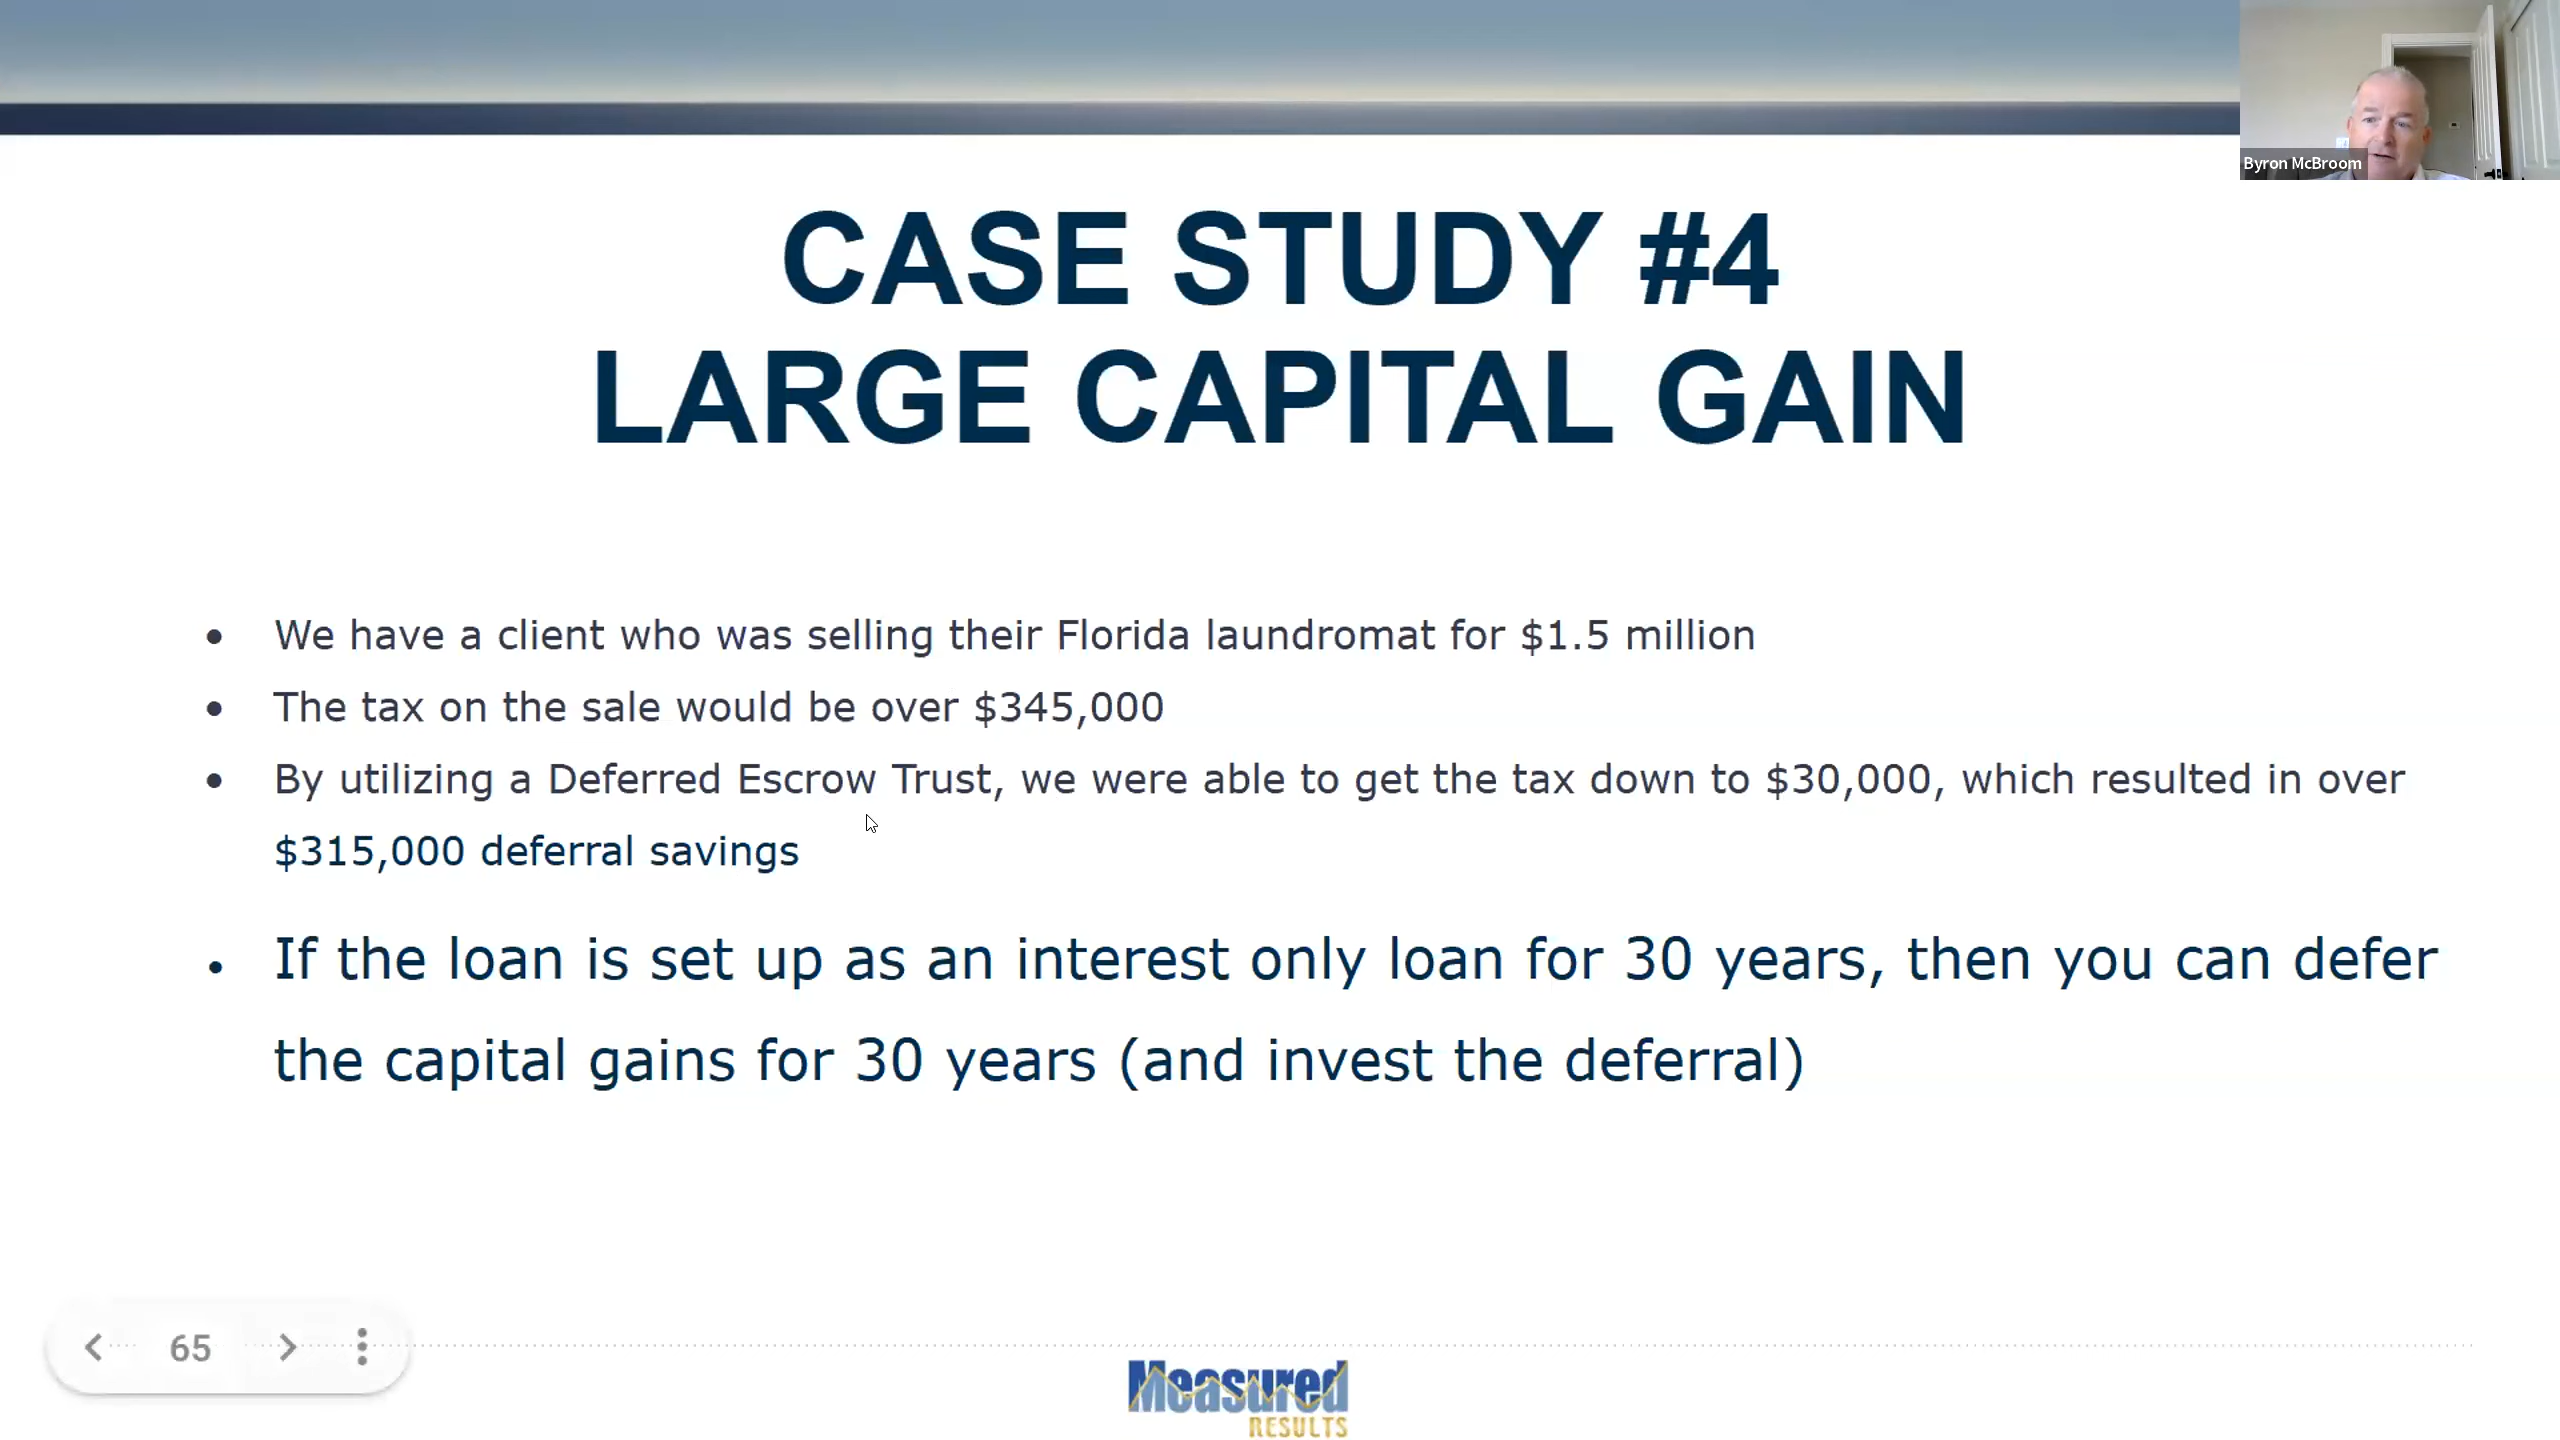 Byron McBroom
CASE STUDY #4
LARGE CAPITAL GAIN
• We have a client who was selling their Florida laundromat for $1.5 million
• The tax on the sale would be over $345,000
• By utilizing a Deferred Escrow Trust, we were able to get the tax down to $30,000, which resulted in over
$315,000 deferral savings
• If the loan is set up as an interest only loan for 30 years, then you can defer
the capital gains for 30 years (and invest the deferral)
65
Measured
RESULTS